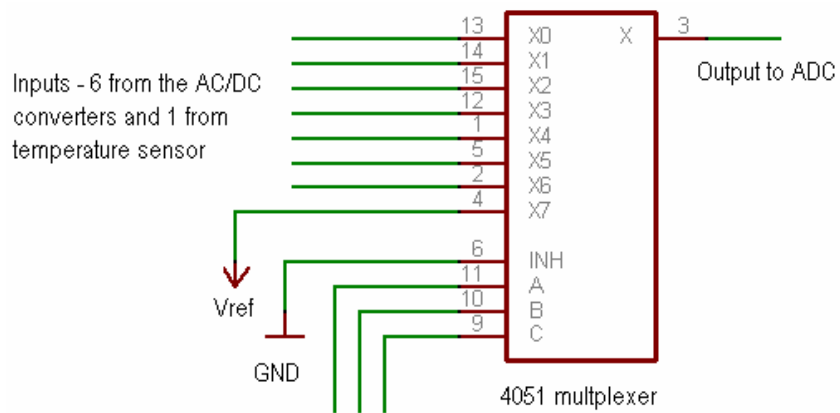 13 X0 X 3
14 X1
Inputs - 6 from the AC/DC
converters and 1 from
temperature sensor
15 X2
12 X3
1 X4
5 X5
2 X6
4 X7
Output to ADC
6 INH
11 A
10 B
9 C
Vref
GND
4051 multplexer